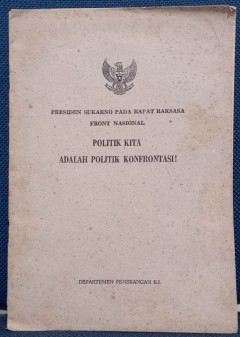 PRESIDEN SUKARNO PADA RAPAT RAKSASA
FRONT NASIONAL
POLITIK KITA
ADALAH POLITIK KONFRONTASI!
DEPARTEMEN PENERANGAN R.I.